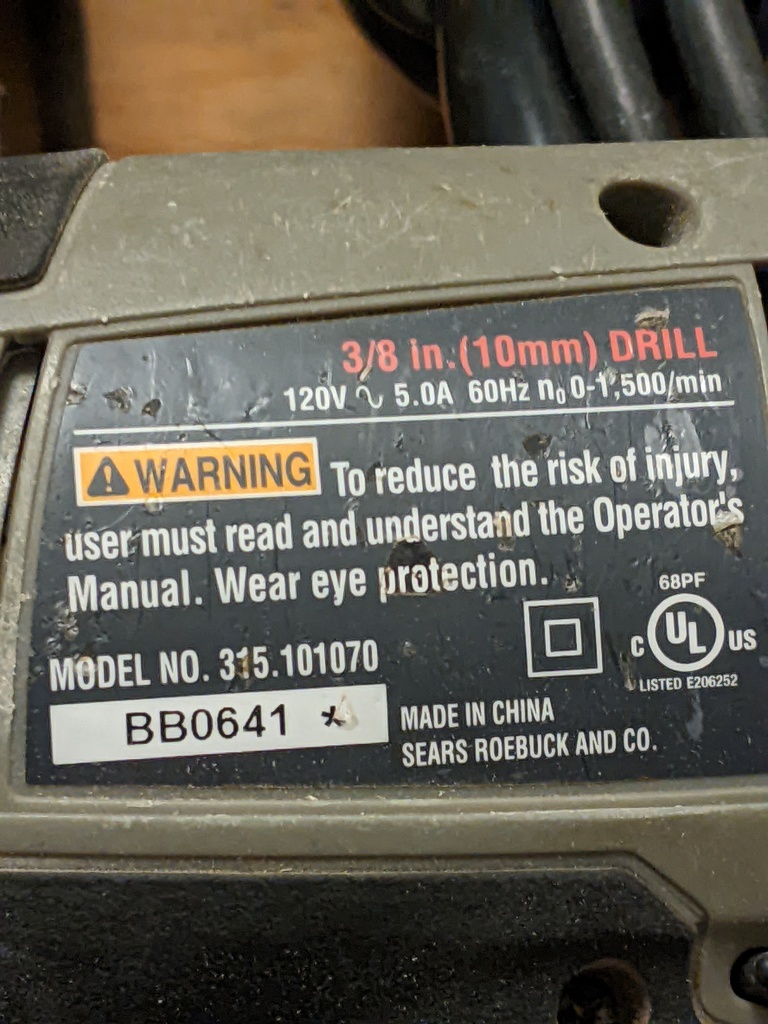 3/8 in.(10mm) DRILL
120V ∿ 5.0A 60Hz n₀ 0-1,500/min
WARNING To reduce the risk of injury,
user must read and understand the Operator's
Manual. Wear eye protection.
68PF
C UL US
LISTED E206252
MODEL NO. 315.101070
BB0641 *
MADE IN CHINA
SEARS ROEBUCK AND CO.